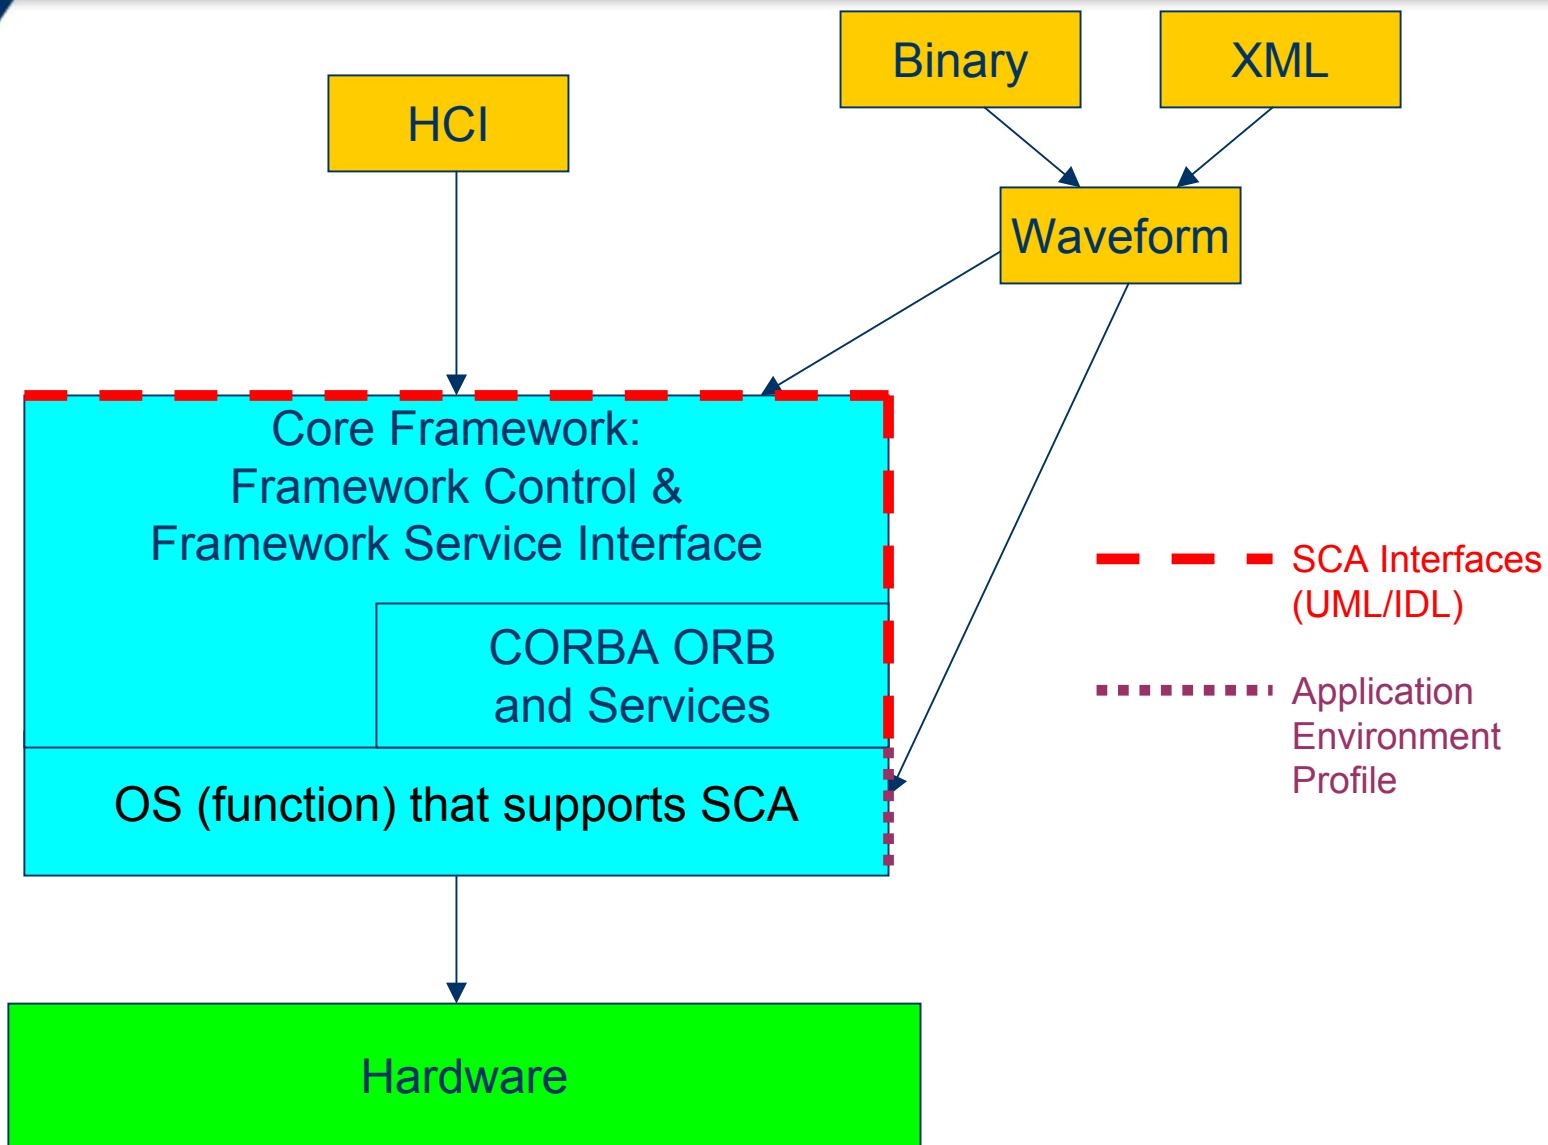 Binary
XML
HCI
Waveform
Core Framework:
Framework Control &
Framework Service Interface
CORBA ORB
and Services
OS (function) that supports SCA
SCA Interfaces
(UML/IDL)
Application
Environment
Profile
Hardware